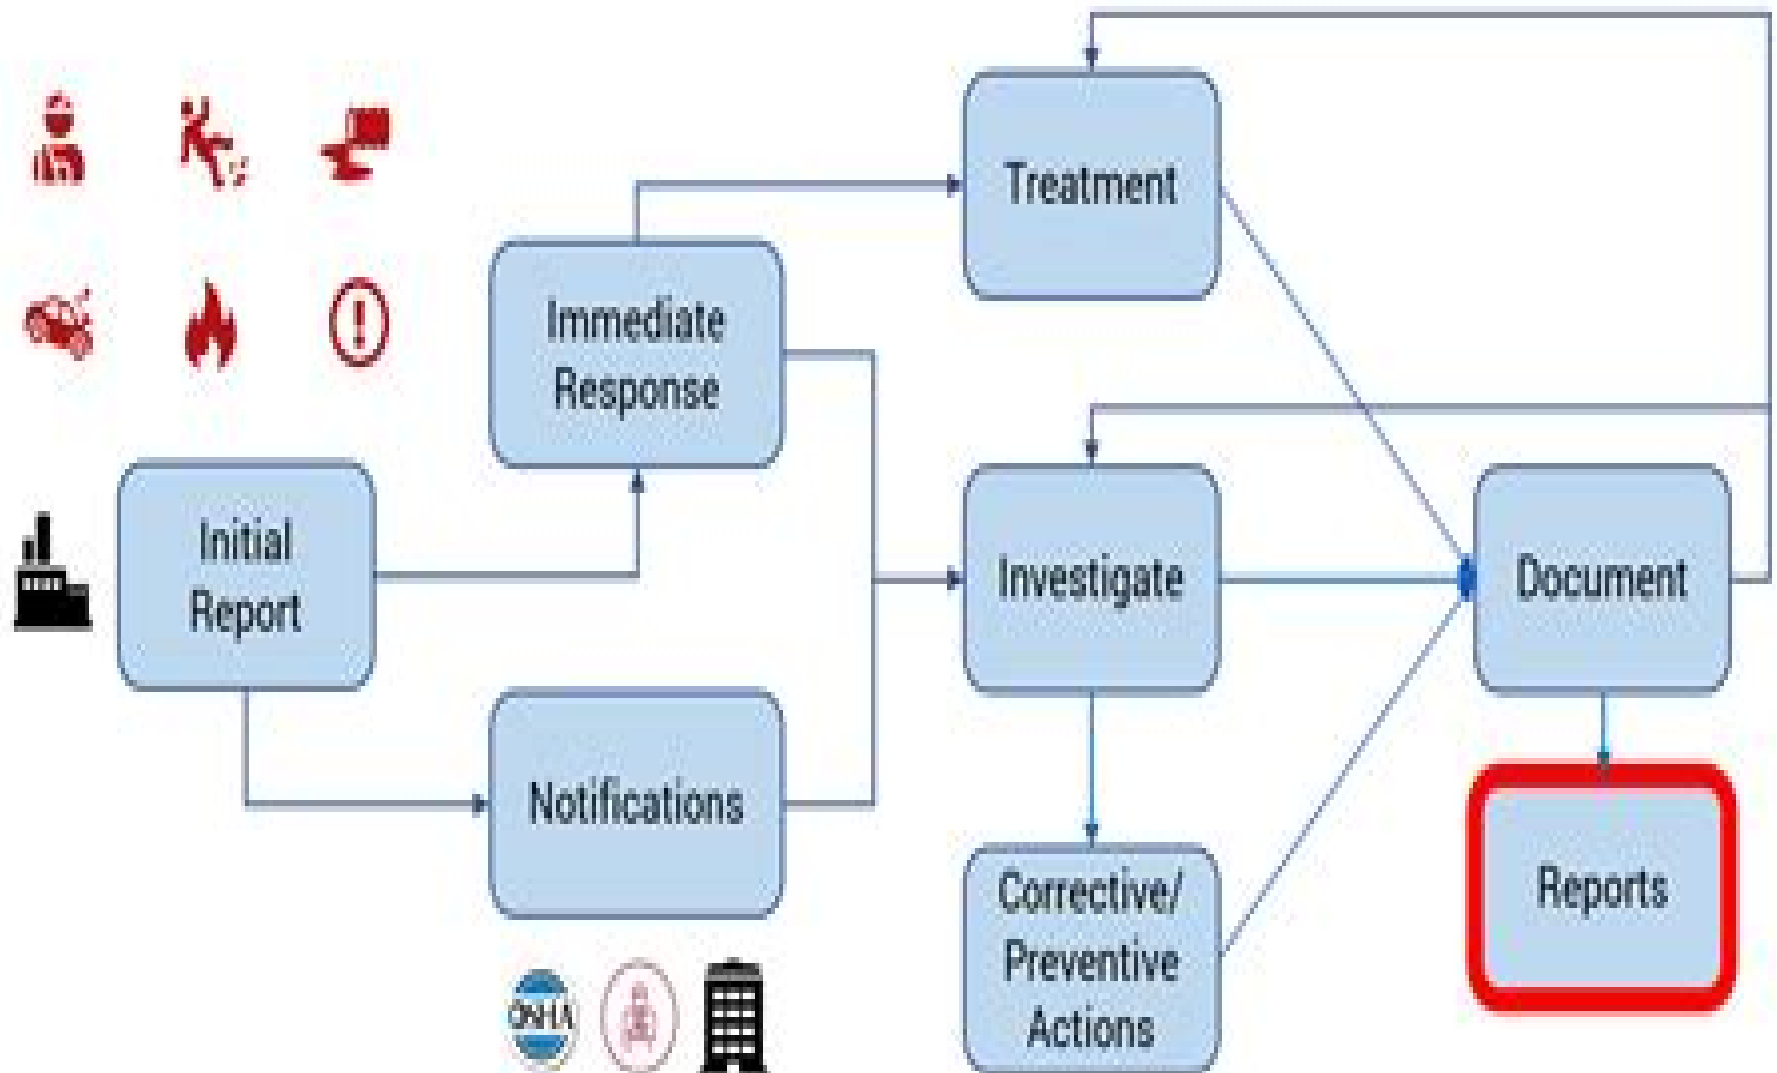 Treatment
Immediate
Response
Initial
Report
Investigate
Document
Notifications
Corrective/
Preventive
Actions
Reports
OSHA